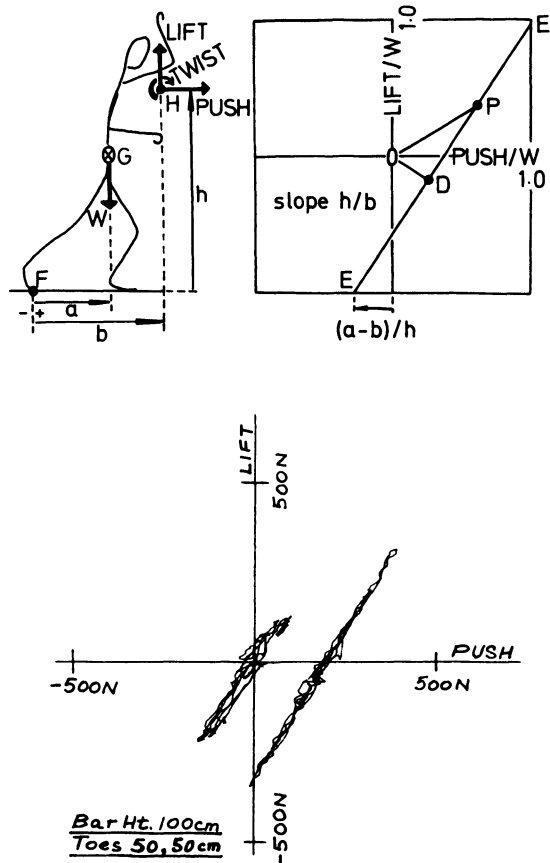 LIFT
TWIST
H PUSH
G
W
h
F
- + a
b
E
1.0
LIFT/W
P
O PUSH/W
1.0
D
slope h/b
E
(a-b)/h
LIFT
500N
PUSH
-500N 500N
-500N
Bar Ht. 100cm
Toes 50,50cm